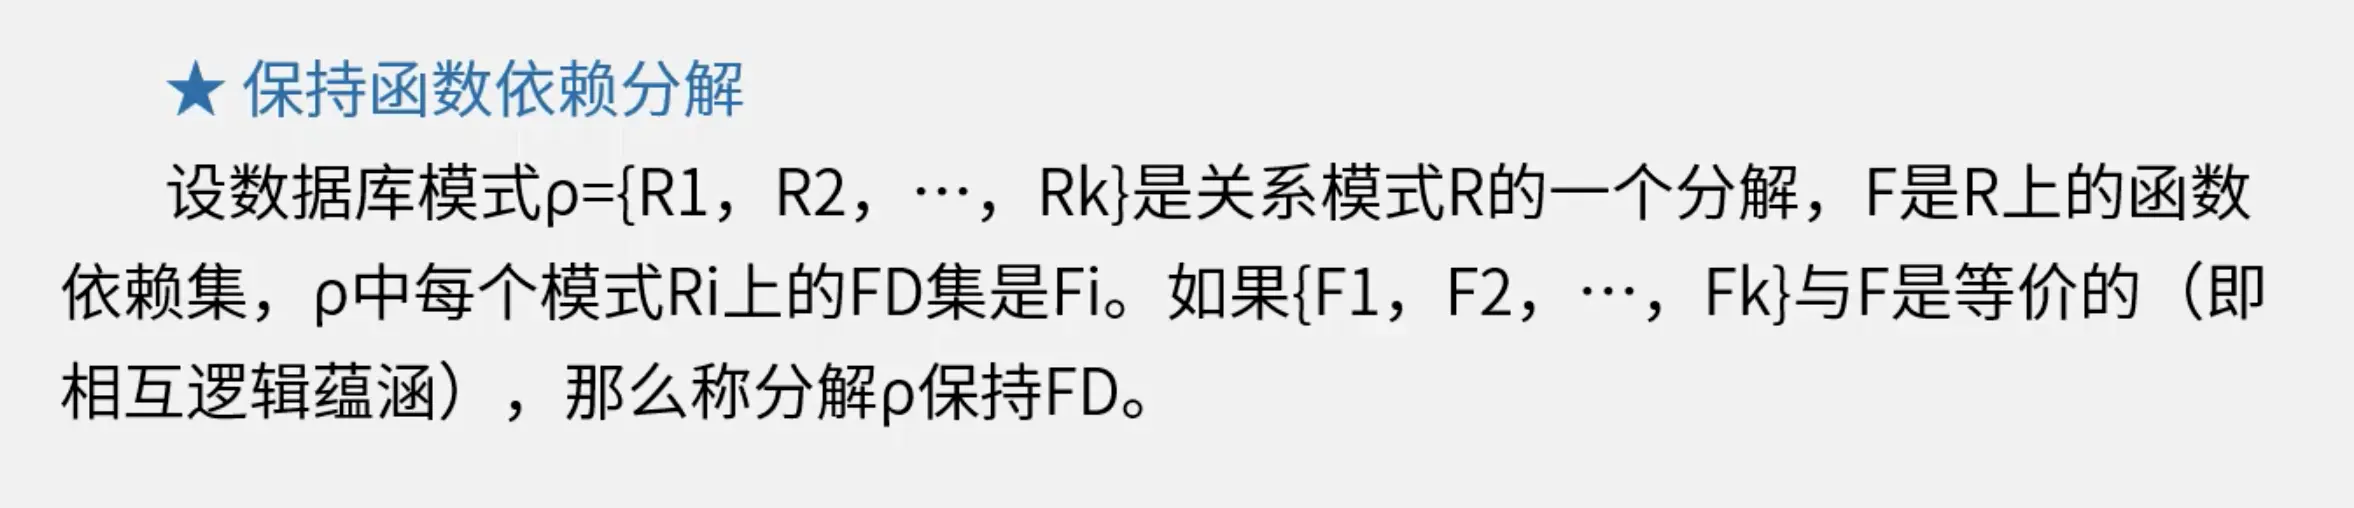 ★ 保持函数依赖分解
设数据库模式ρ={R1，R2，…，Rk}是关系模式R的一个分解，F是R上的函数
依赖集，ρ中每个模式Ri上的FD集是Fi。如果{F1，F2，…，Fk}与F是等价的（即
相互逻辑蕴涵），那么称分解ρ保持FD。